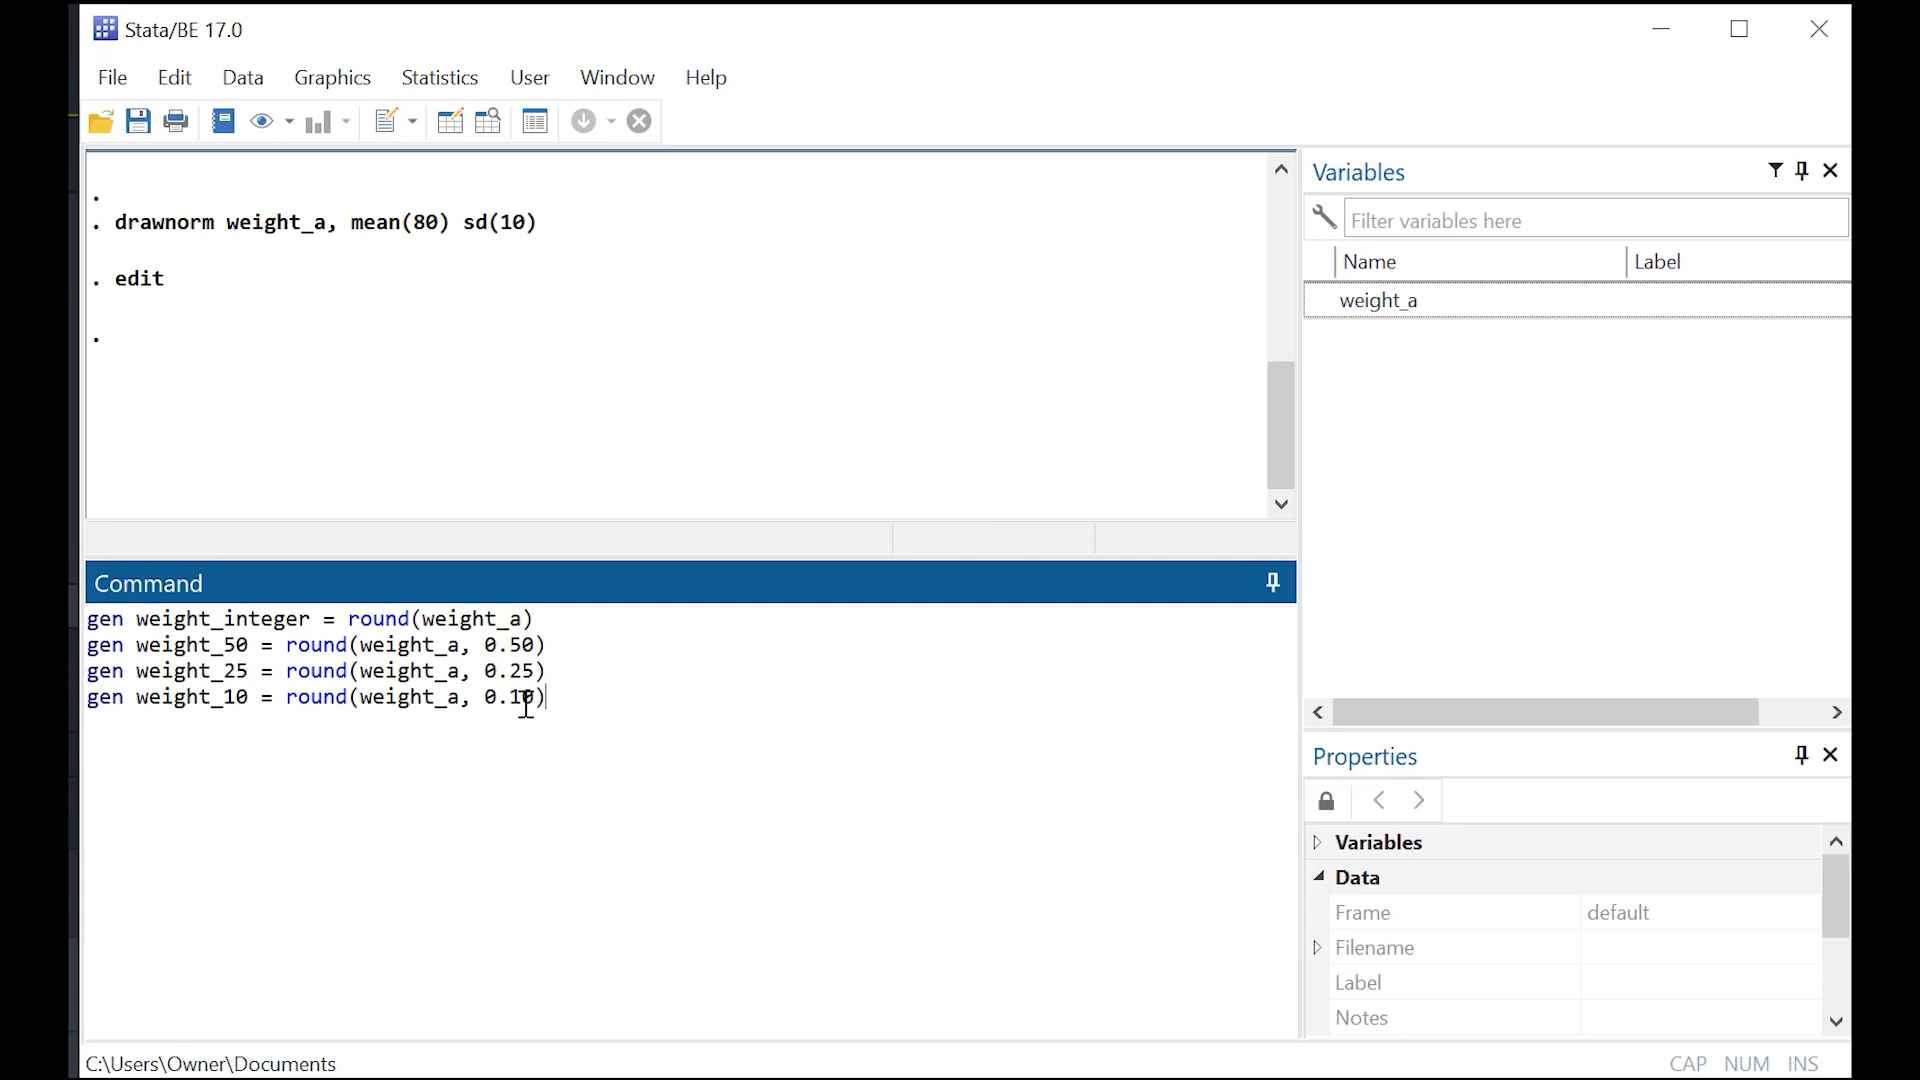 Stata/BE 17.0
File Edit Data Graphics Statistics User Window Help
.
. drawnorm weight_a, mean(80) sd(10)
. edit
.
Command
gen weight_integer = round(weight_a)
gen weight_50 = round(weight_a, 0.50)
gen weight_25 = round(weight_a, 0.25)
gen weight_10 = round(weight_a, 0.10)
Variables
Filter variables here
Name Label
weight_a
Properties
Variables
Data
Frame default
Filename
Label
Notes
C:\Users\Owner\Documents
CAP NUM INS